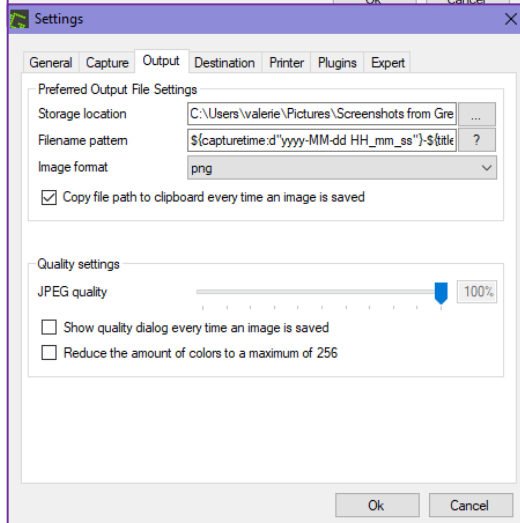 Ok Cancel
Settings
General Capture Output Destination Printer Plugins Expert
Preferred Output File Settings
Storage location C:\Users\valerie\Pictures\Screenshots from Gre ...
Filename pattern ${capturetime:d"yyyy-MM-dd HH_mm_ss"}-${title ?
Image format png
Copy file path to clipboard every time an image is saved
Quality settings
JPEG quality 100%
Show quality dialog every time an image is saved
Reduce the amount of colors to a maximum of 256
Ok Cancel